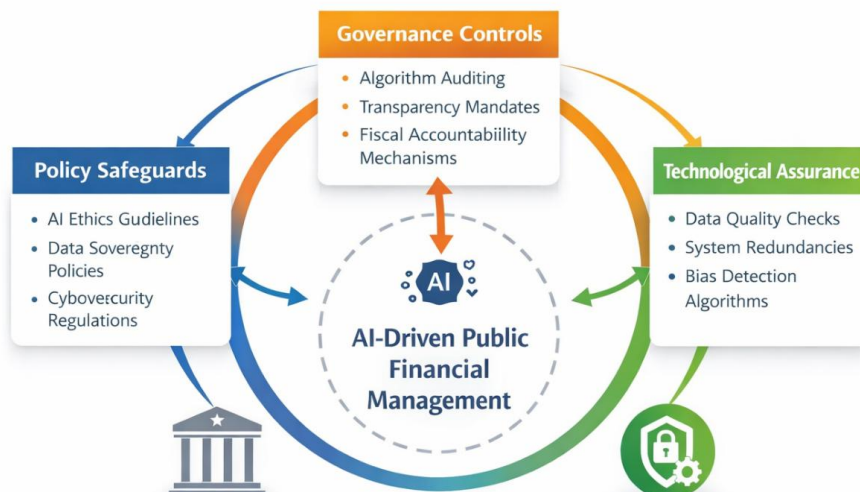 Governance Controls
• Algorithm Auditing
• Transparency Mandates
• Fiscal Accountability
Mechanisms
Policy Safeguards
• AI Ethics Gudielines
• Data Soveregnty
Policies
• Cybovercurity
Regulations
Technological Assurance
• Data Quality Checks
• System Redundancies
• Bias Detection
Algorithms
AI
AI-Driven Public
Financial
Management